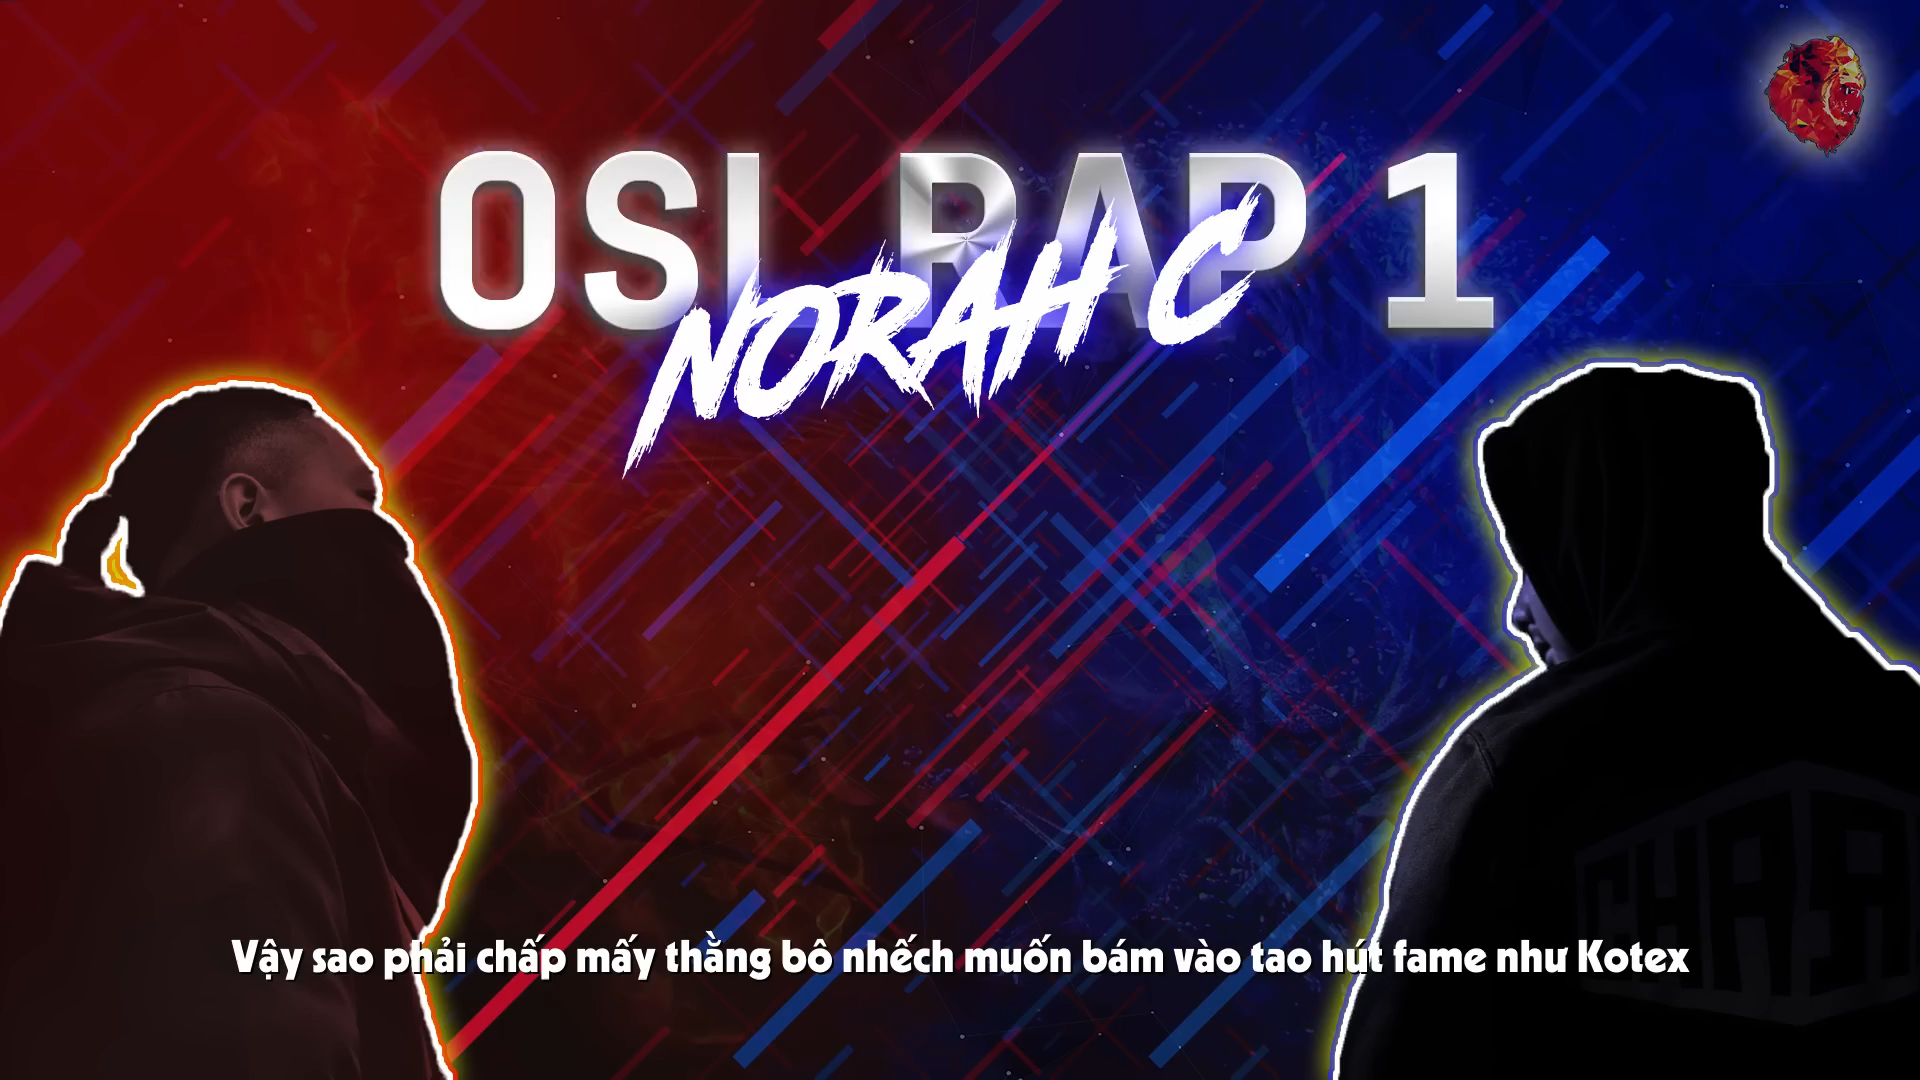 OSL RAP 1
NORAH C
Vậy sao phải chấp mấy thằng bô nhếch muốn bám vào tao hút fame như Kotex